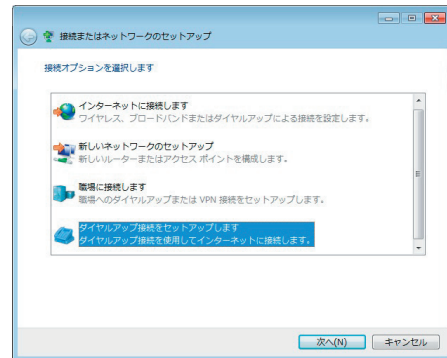 接続またはネットワークのセットアップ
接続オプションを選択します
インターネットに接続します
ワイヤレス、ブロードバンドまたはダイヤルアップによる接続を設定します。
新しいネットワークのセットアップ
新しいルーターまたはアクセス ポイントを構成します。
職場に接続します
職場へのダイヤルアップまたは VPN 接続をセットアップします。
ダイヤルアップ接続をセットアップします
ダイヤルアップ接続を使用してインターネットに接続します。
次へ(N) キャンセル